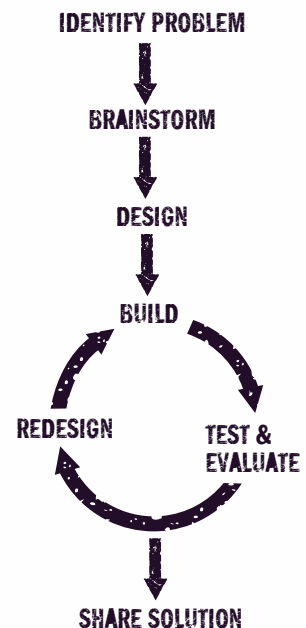 IDENTIFY PROBLEM
BRAINSTORM
DESIGN
BUILD
REDESIGN
TEST &
EVALUATE
SHARE SOLUTION